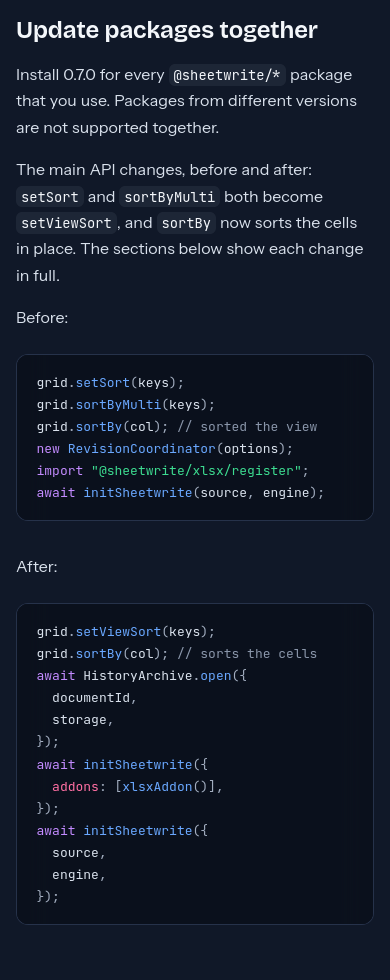 Update packages together
Install 0.7.0 for every @sheetwrite/* package
that you use. Packages from different versions
are not supported together.
The main API changes, before and after:
setSort and sortByMulti both become
setViewSort, and sortBy now sorts the cells
in place. The sections below show each change
in full.
Before:
grid.setSort(keys);
grid.sortByMulti(keys);
grid.sortBy(col); // sorted the view
new RevisionCoordinator(options);
import "@sheetwrite/xlsx/register";
await initSheetwrite(source, engine);
After:
grid.setViewSort(keys);
grid.sortBy(col); // sorts the cells
await HistoryArchive.open({
  documentId,
  storage,
});
await initSheetwrite({
  addons: [xlsxAddon()],
});
await initSheetwrite({
  source,
  engine,
});